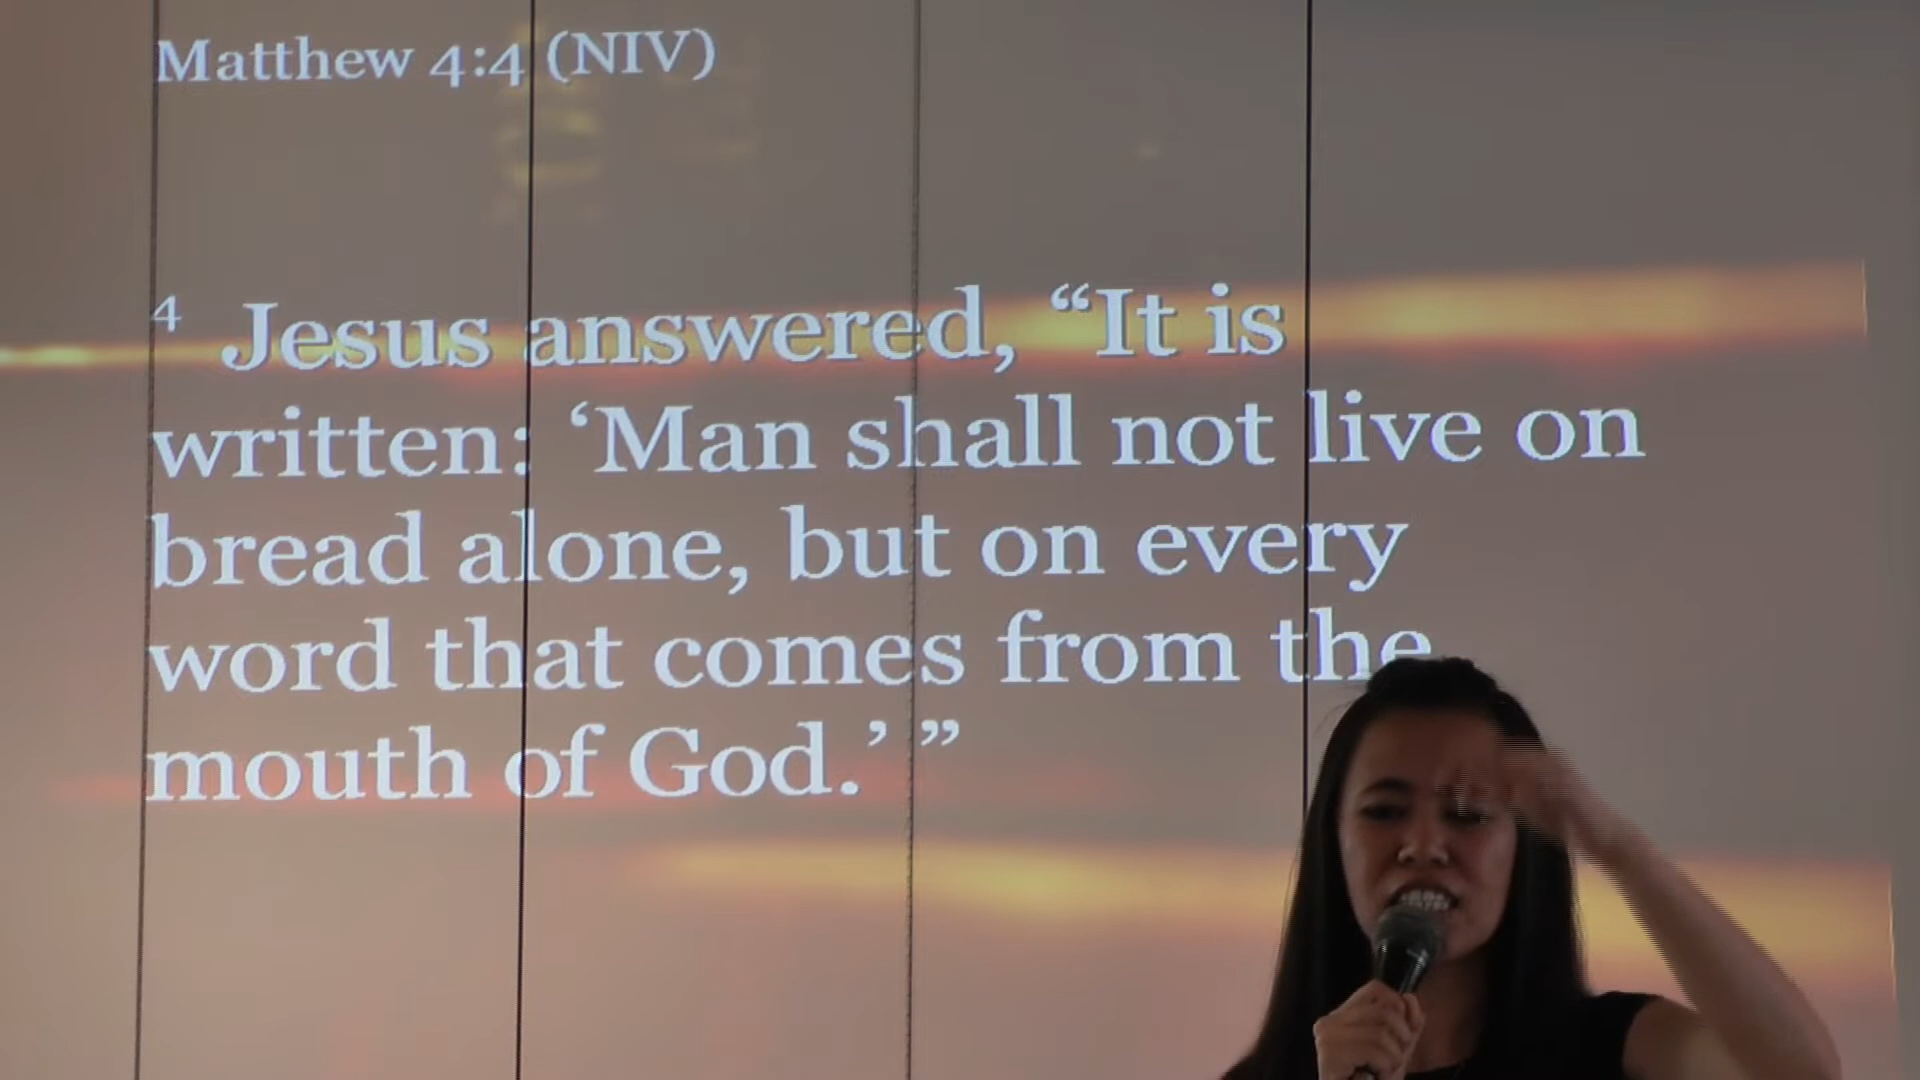 Matthew 4:4 (NIV)
4 Jesus answered, “It is
written: ‘Man shall not live on
bread alone, but on every
word that comes from the
mouth of God.’ ”